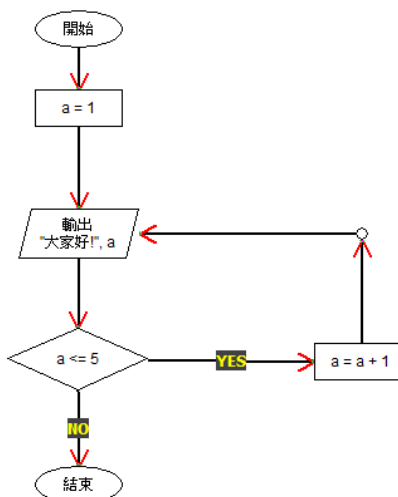 開始
a = 1
輸出
"大家好!", a
a <= 5
YES
a = a + 1
NO
結束